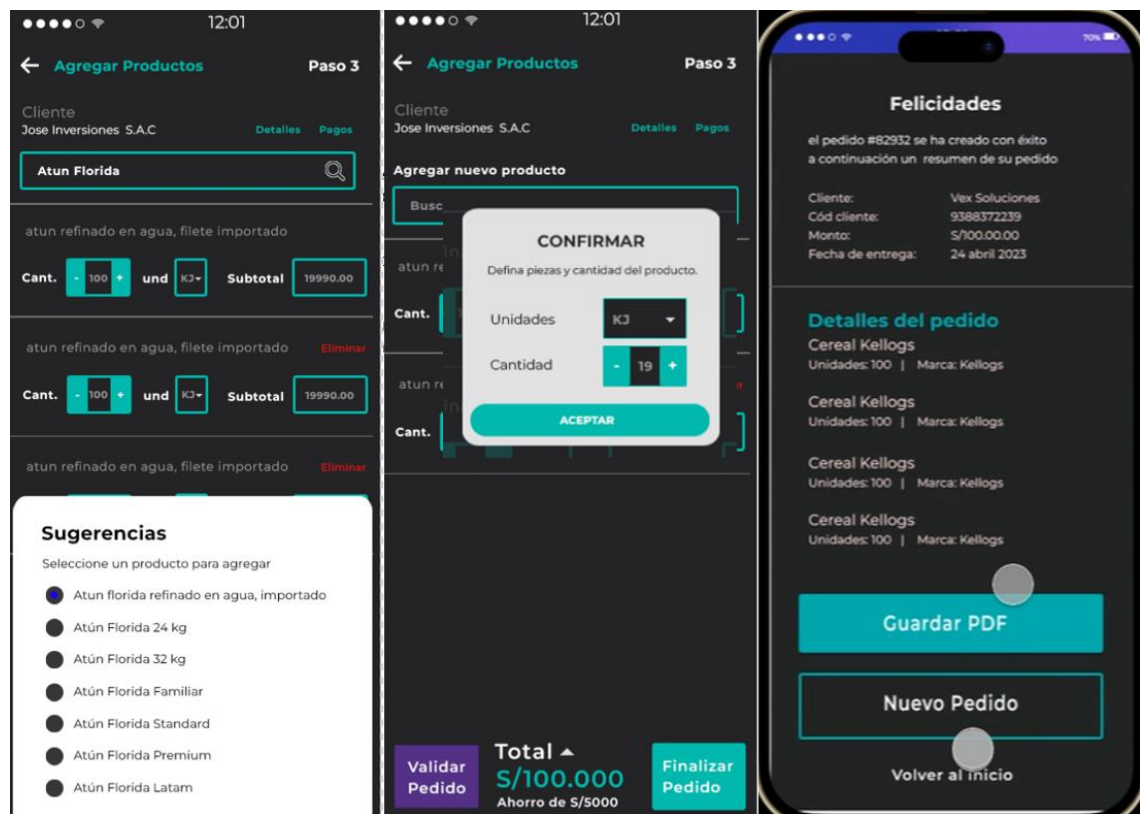 12:01
Agregar Productos Paso 3
Cliente
Jose Inversiones S.A.C Detalles Pagos
Atun Florida
atun refinado en agua, filete importado
Cant. - 100 + und KJ Subtotal 19990.00
atun refinado en agua, filete importado Eliminar
Cant. - 100 + und KJ Subtotal 19990.00
atun refinado en agua, filete importado Eliminar
Sugerencias
Seleccione un producto para agregar
Atun florida refinado en agua, importado
Atún Florida 24 kg
Atún Florida 32 kg
Atún Florida Familiar
Atún Florida Standard
Atún Florida Premium
Atún Florida Latam
12:01
Agregar Productos Paso 3
Cliente
Jose Inversiones S.A.C Detalles Pagos
Agregar nuevo producto
Busc
atun re
Cant.
atun re
Cant.
CONFIRMAR
Defina piezas y cantidad del producto.
Unidades KJ
Cantidad - 19 +
ACEPTAR
Validar
Pedido
Total
S/100.000
Ahorro de S/5000
Finalizar
Pedido
70%
Felicidades
el pedido #82932 se ha creado con éxito
a continuación un resumen de su pedido
Cliente: Vex Soluciones
Cód cliente: 9388372239
Monto: S/100.00.00
Fecha de entrega: 24 abril 2023
Detalles del pedido
Cereal Kellogs
Unidades: 100 | Marca: Kellogs
Cereal Kellogs
Unidades: 100 | Marca: Kellogs
Cereal Kellogs
Unidades: 100 | Marca: Kellogs
Cereal Kellogs
Unidades: 100 | Marca: Kellogs
Guardar PDF
Nuevo Pedido
Volver al inicio